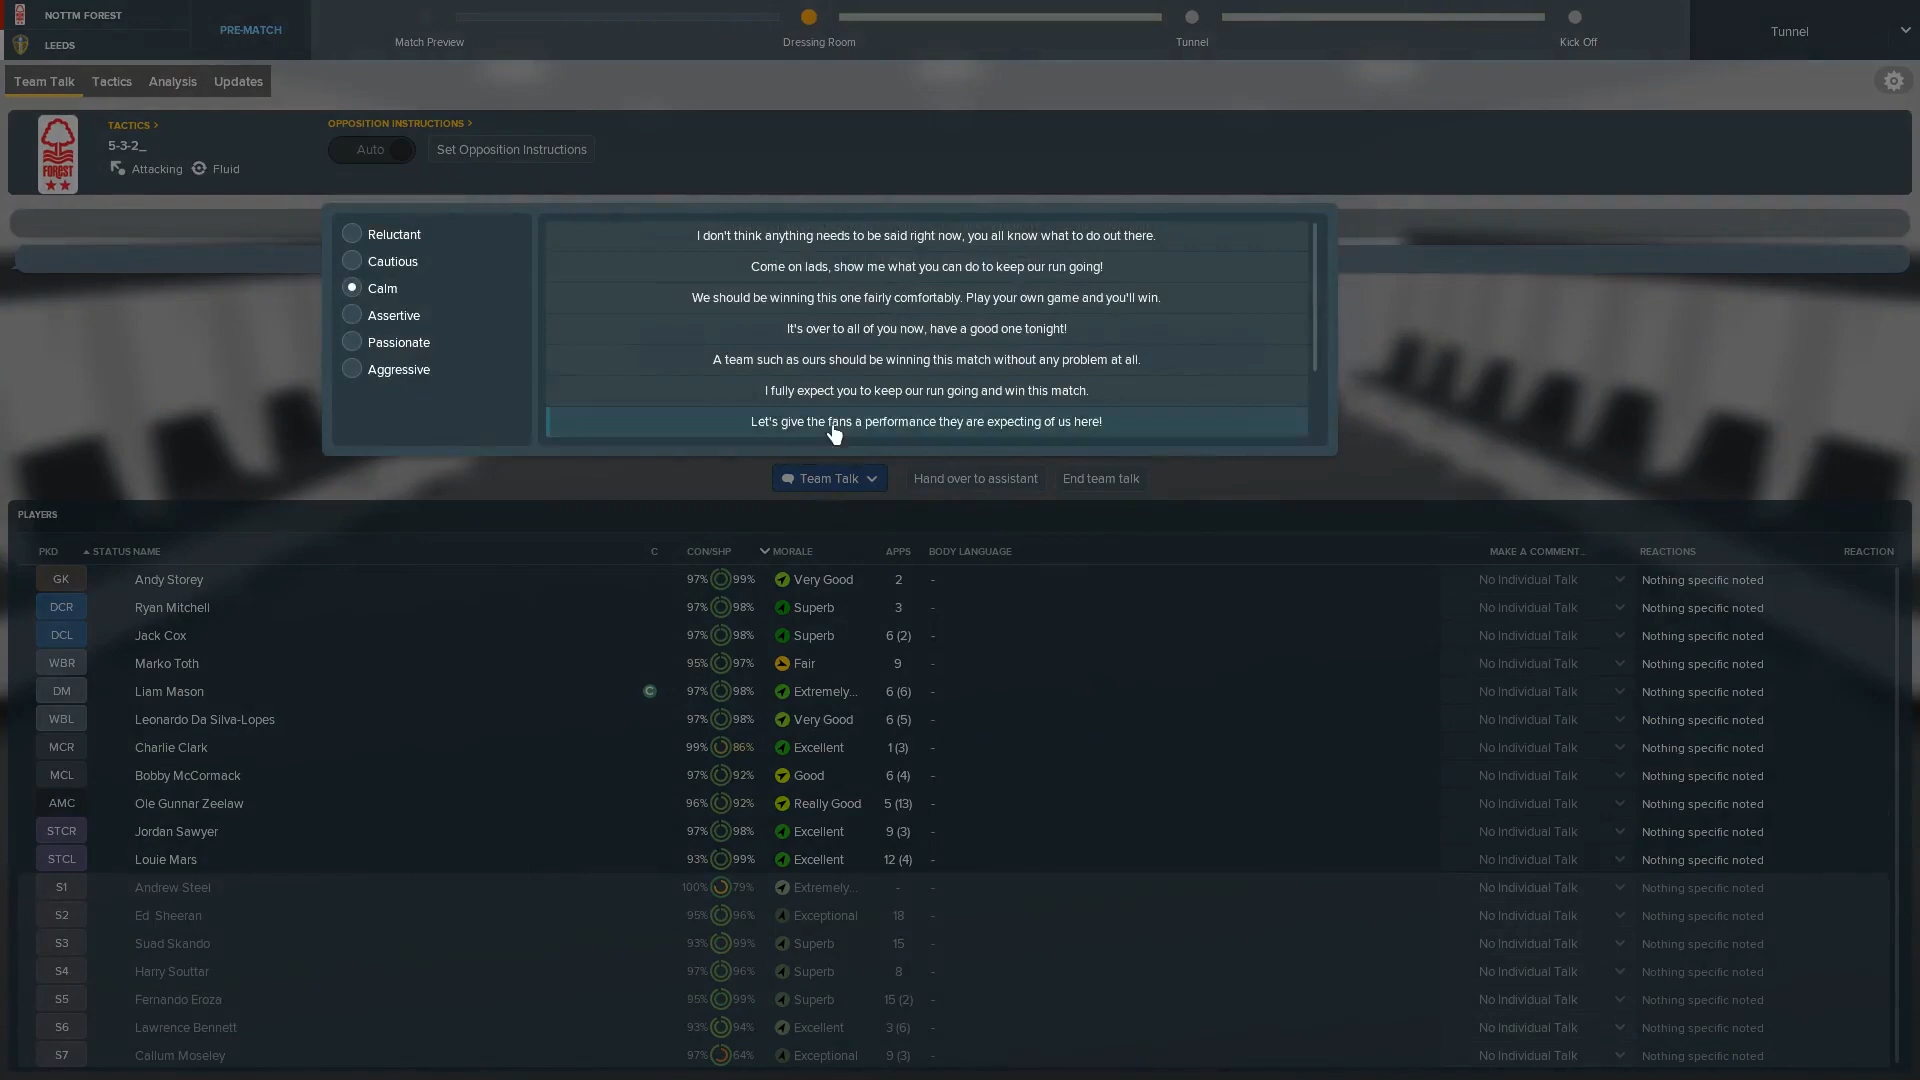 NOTTM FOREST
LEEDS
PRE-MATCH
Match Preview
Dressing Room
Tunnel
Kick Off
Tunnel
Team Talk Tactics Analysis Updates
FOREST
TACTICS >
5-3-2_
Attacking Fluid
OPPOSITION INSTRUCTIONS >
Auto Set Opposition Instructions
Reluctant
Cautious
Calm
Assertive
Passionate
Aggressive
I don't think anything needs to be said right now, you all know what to do out there.
Come on lads, show me what you can do to keep our run going!
We should be winning this one fairly comfortably. Play your own game and you'll win.
It's over to all of you now, have a good one tonight!
A team such as ours should be winning this match without any problem at all.
I fully expect you to keep our run going and win this match.
Let's give the fans a performance they are expecting of us here!
Team Talk Hand over to assistant End team talk
PLAYERS
PKD STATUS NAME C CON/SHP MORALE APPS BODY LANGUAGE MAKE A COMMENT... REACTIONS REACTION
GK Andy Storey 97% 99% Very Good 2 - No Individual Talk Nothing specific noted
DCR Ryan Mitchell 97% 98% Superb 3 - No Individual Talk Nothing specific noted
DCL Jack Cox 97% 98% Superb 6 (2) - No Individual Talk Nothing specific noted
WBR Marko Toth 95% 97% Fair 9 - No Individual Talk Nothing specific noted
DM Liam Mason C 97% 98% Extremely... 6 (6) - No Individual Talk Nothing specific noted
WBL Leonardo Da Silva-Lopes 97% 98% Very Good 6 (5) - No Individual Talk Nothing specific noted
MCR Charlie Clark 99% 86% Excellent 1 (3) - No Individual Talk Nothing specific noted
MCL Bobby McCormack 97% 92% Good 6 (4) - No Individual Talk Nothing specific noted
AMC Ole Gunnar Zeelaw 96% 92% Really Good 5 (13) - No Individual Talk Nothing specific noted
STCR Jordan Sawyer 97% 98% Excellent 9 (3) - No Individual Talk Nothing specific noted
STCL Louie Mars 93% 99% Excellent 12 (4) - No Individual Talk Nothing specific noted
S1 Andrew Steel 100% 79% Extremely... - - No Individual Talk Nothing specific noted
S2 Ed Sheeran 95% 96% Exceptional 18 - No Individual Talk Nothing specific noted
S3 Suad Skando 93% 99% Superb 15 - No Individual Talk Nothing specific noted
S4 Harry Souttar 97% 96% Superb 8 - No Individual Talk Nothing specific noted
S5 Fernando Eroza 95% 99% Superb 15 (2) - No Individual Talk Nothing specific noted
S6 Lawrence Bennett 93% 94% Excellent 3 (6) - No Individual Talk Nothing specific noted
S7 Callum Moseley 97% 64% Exceptional 9 (3) - No Individual Talk Nothing specific noted